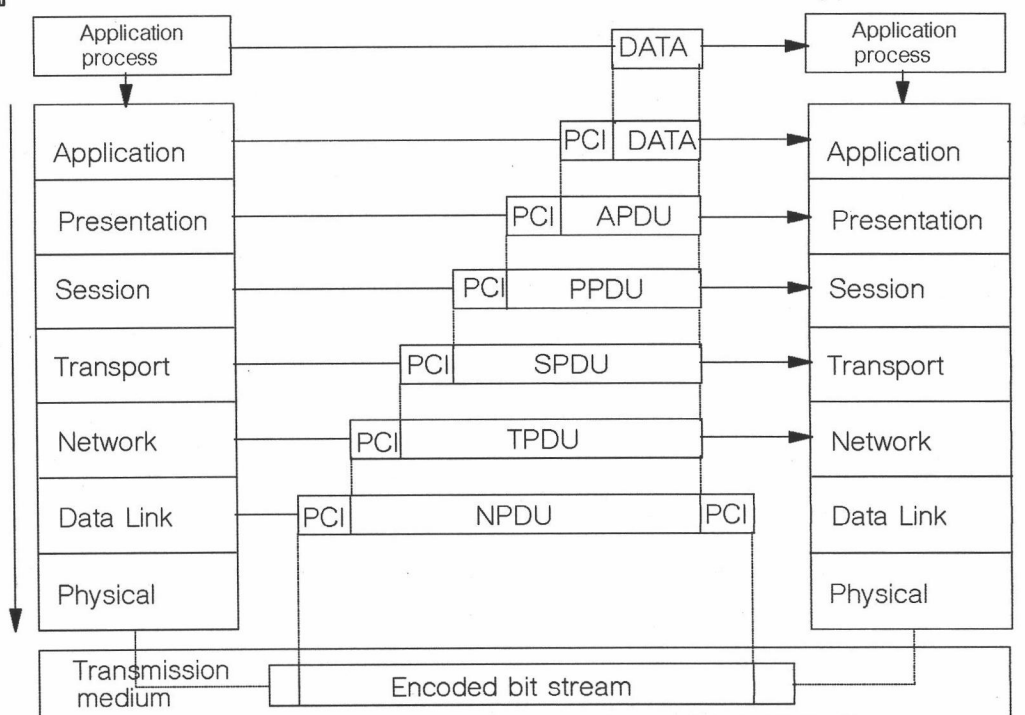 Application
process
DATA
Application
process
Application
PCI DATA
Application
Presentation
PCI APDU
Presentation
Session
PCI PPDU
Session
Transport
PCI SPDU
Transport
Network
PCI TPDU
Network
Data Link
PCI NPDU PCI
Data Link
Physical
Physical
Transmission
medium
Encoded bit stream